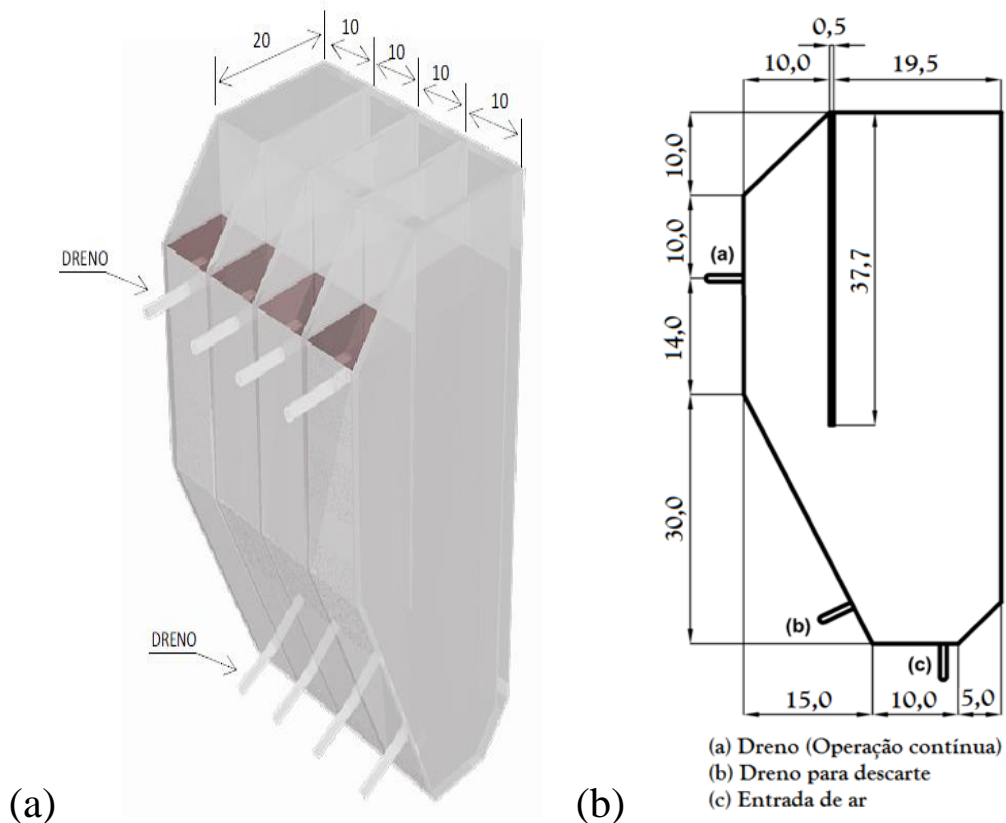 20
10
10
10
10
DRENO
DRENO
(a)
0,5
10,0
19,5
10,0
10,0
(a)
37,7
14,0
30,0
(b)
(c)
15,0
10,0
5,0
(a) Dreno (Operação contínua)
(b) Dreno para descarte
(c) Entrada de ar
(b)